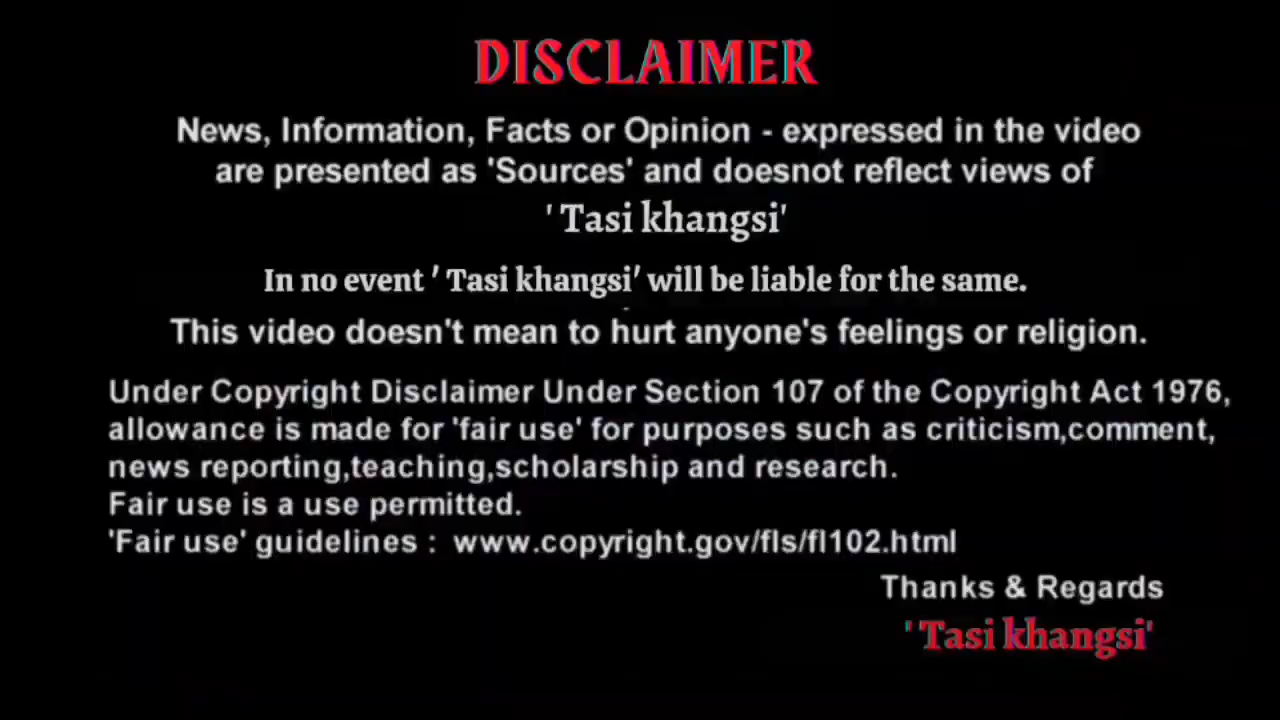 DISCLAIMER
News, Information, Facts or Opinion - expressed in the video
are presented as 'Sources' and doesnot reflect views of
' Tasi khangsi'
In no event ' Tasi khangsi' will be liable for the same.
This video doesn't mean to hurt anyone's feelings or religion.
Under Copyright Disclaimer Under Section 107 of the Copyright Act 1976,
allowance is made for 'fair use' for purposes such as criticism,comment,
news reporting,teaching,scholarship and research.
Fair use is a use permitted.
'Fair use' guidelines : www.copyright.gov/fls/fl102.html
Thanks & Regards
' Tasi khangsi'